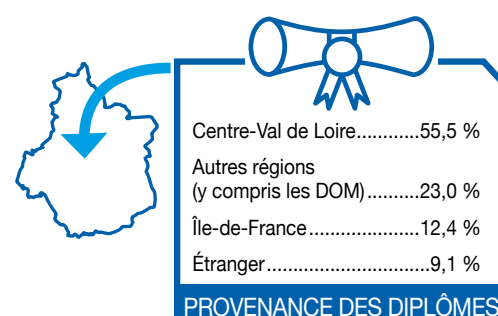 Centre-Val de Loire............55,5 %
Autres régions
(y compris les DOM)..........23,0 %
Île-de-France.....................12,4 %
Étranger...............................9,1 %
PROVENANCE DES DIPLÔMES